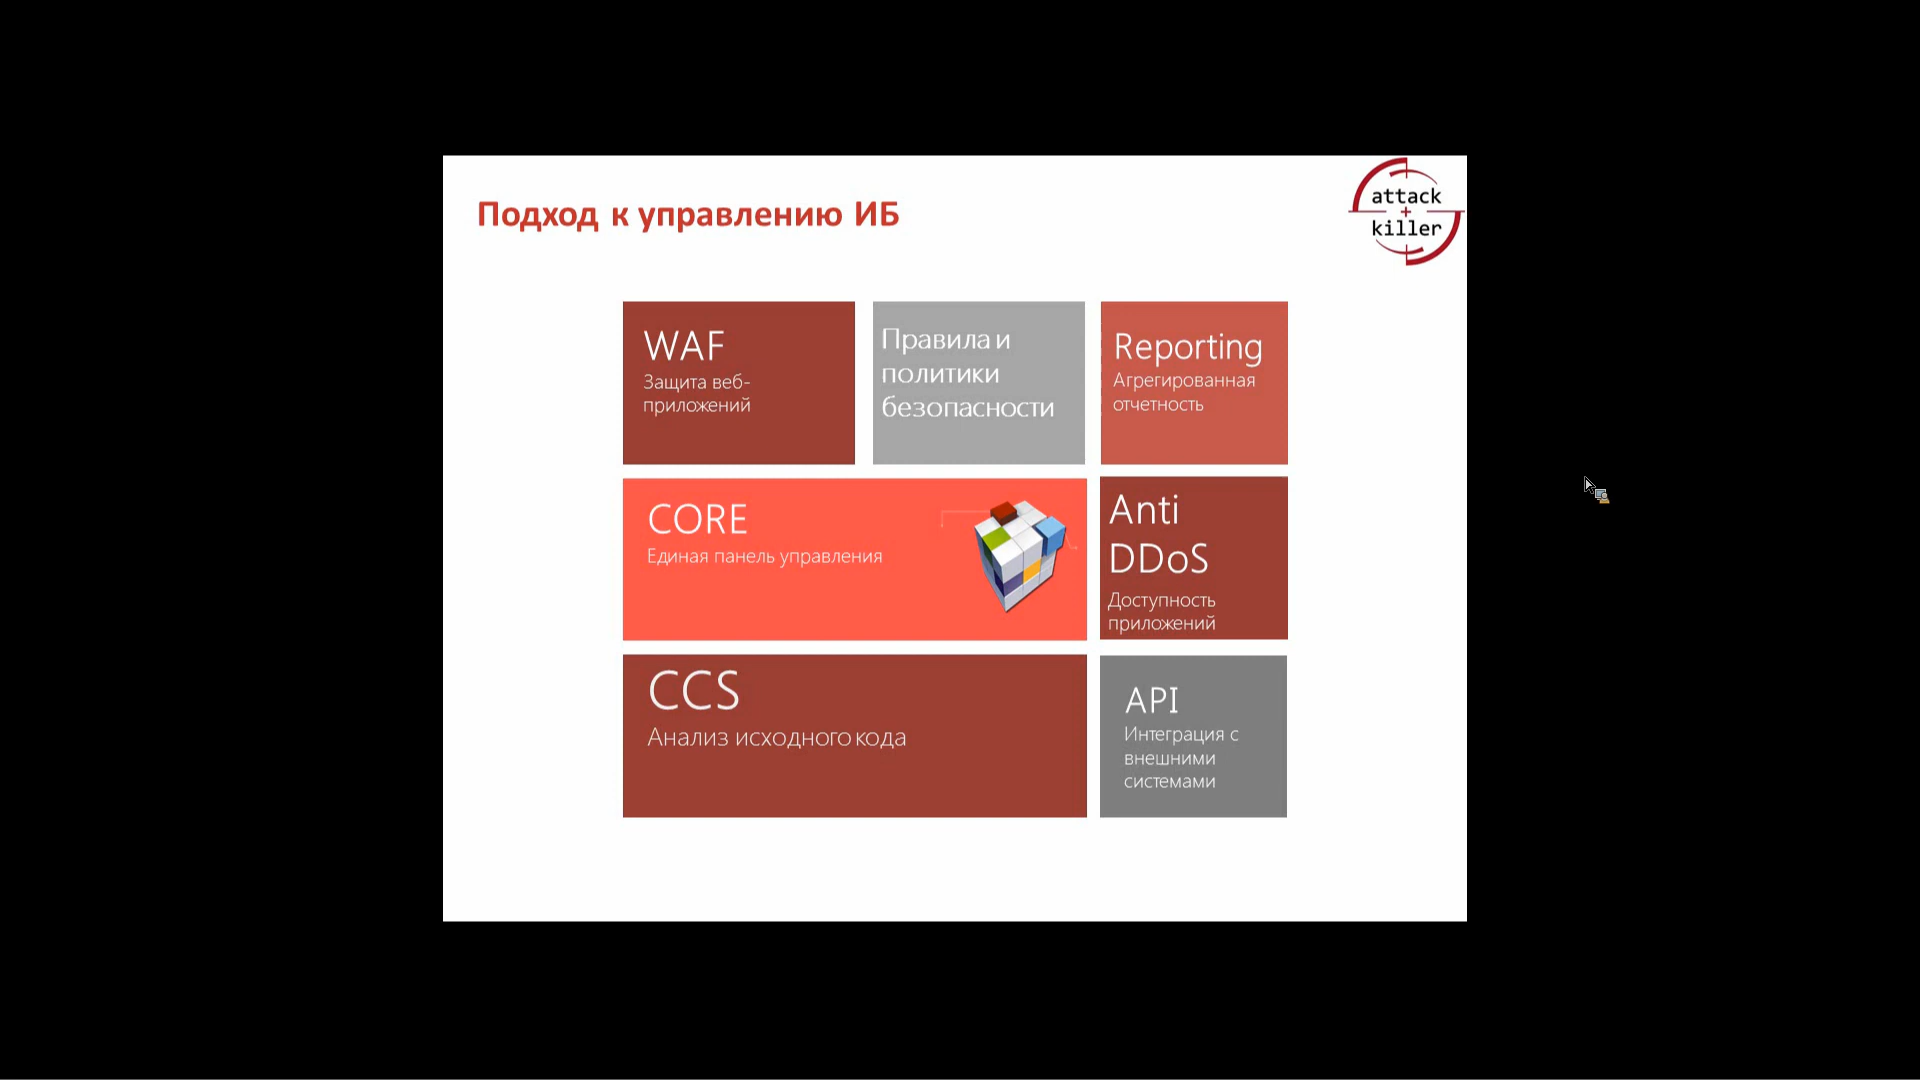 Подход к управлению ИБ
attack
killer
WAF
Защита веб-
приложений
Правила и
политики
безопасности
Reporting
Агрегированная
отчетность
CORE
Единая панель управления
Anti
DDoS
Доступность
приложений
CCS
Анализ исходного кода
API
Интеграция с
внешними
системами